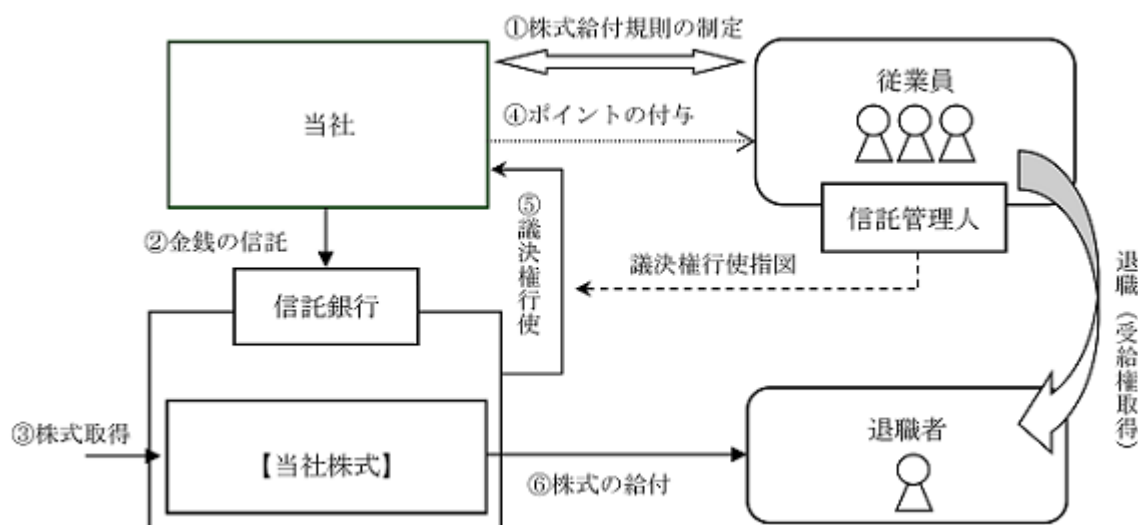 ①株式給付規則の制定
当社
従業員
④ポイントの付与
信託管理人
②金銭の信託
⑤議決権行使
議決権行使指図
退職（受給権取得）
信託銀行
③株式取得
【当社株式】
⑥株式の給付
退職者